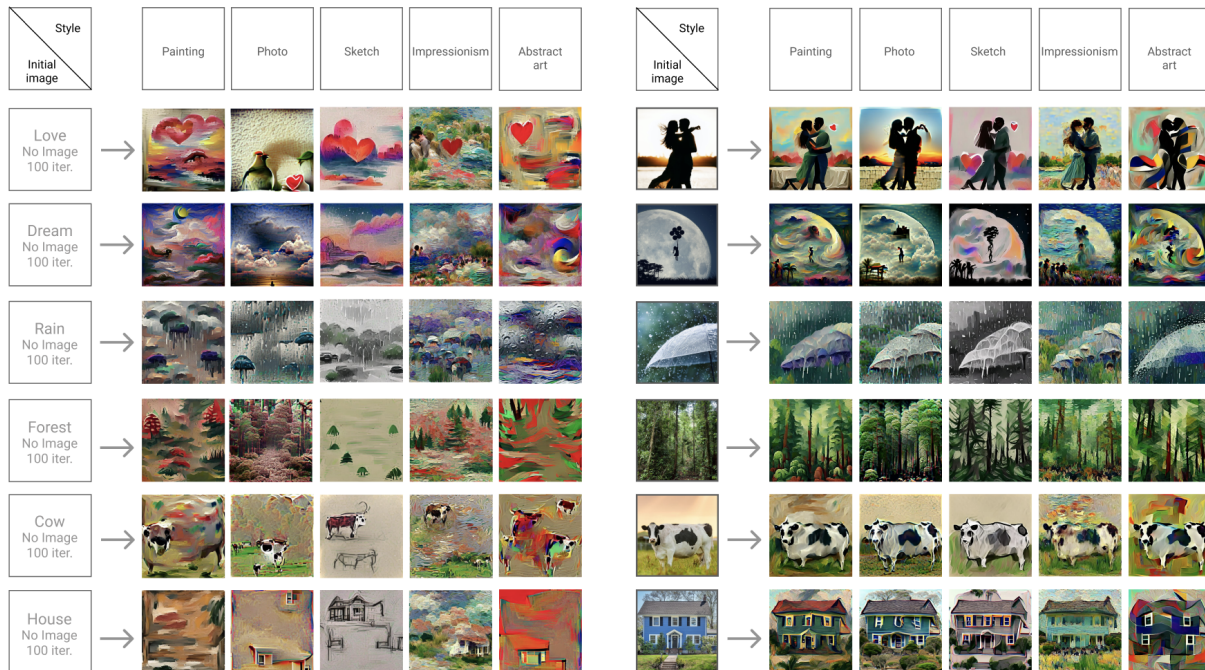 Style
Initial
image
Painting
Photo
Sketch
Impressionism
Abstract
art
Style
Initial
image
Painting
Photo
Sketch
Impressionism
Abstract
art
Love
No Image
100 iter.
Dream
No Image
100 iter.
Rain
No Image
100 iter.
Forest
No Image
100 iter.
Cow
No Image
100 iter.
House
No Image
100 iter.